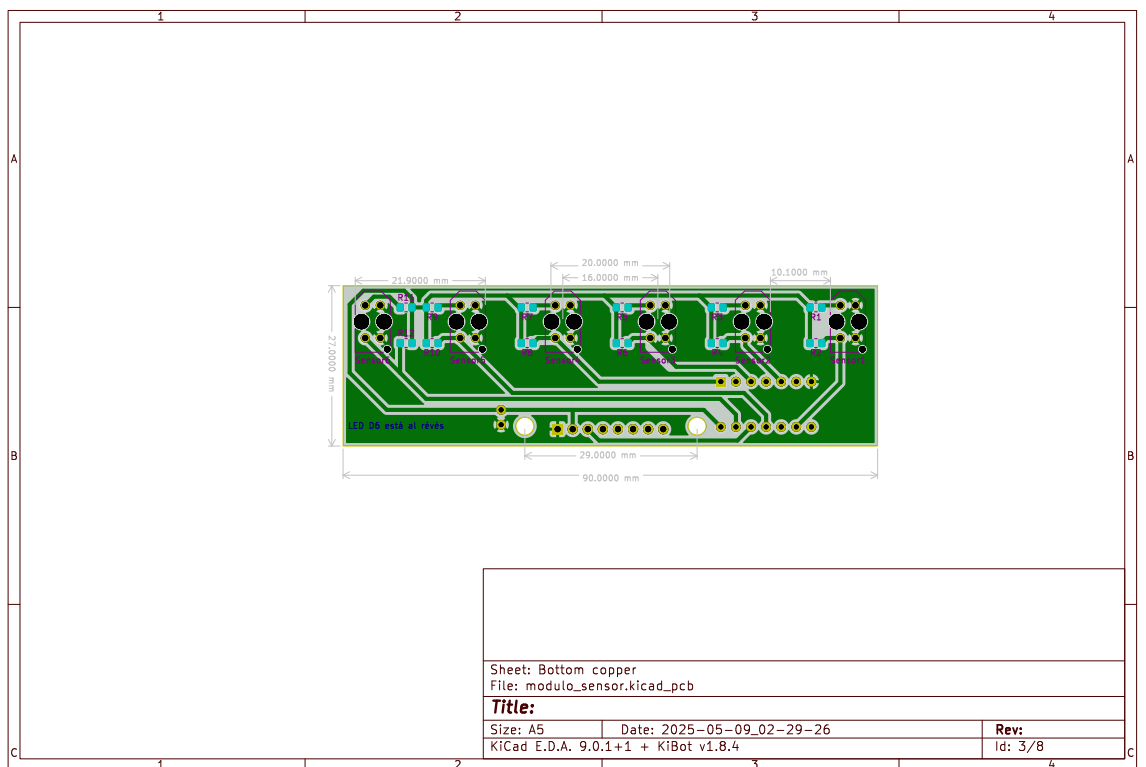 1 2 3 4
A A
20.0000 mm
10.1000 mm
21.9000 mm
16.0000 mm
R1
27.0000 mm
R10
LED D6 está al révés
B B
29.0000 mm
90.0000 mm
Sheet: Bottom copper
File: modulo_sensor.kicad_pcb
Title:
Size: A5
Date: 2025-05-09_02-29-26
Rev:
KiCad E.D.A. 9.0.1+1 + KiBot v1.8.4
Id: 3/8
C C
1 2 3 4